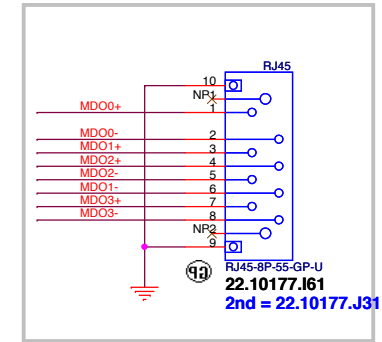 RJ45
10
NP1
MDO0+ 1
MDO0- 2
MDO1+ 3
MDO2+ 4
MDO2- 5
MDO1- 6
MDO3+ 7
MDO3- 8
NP2
9
RJ45-8P-55-GP-U
22.10177.I61
2nd = 22.10177.J31